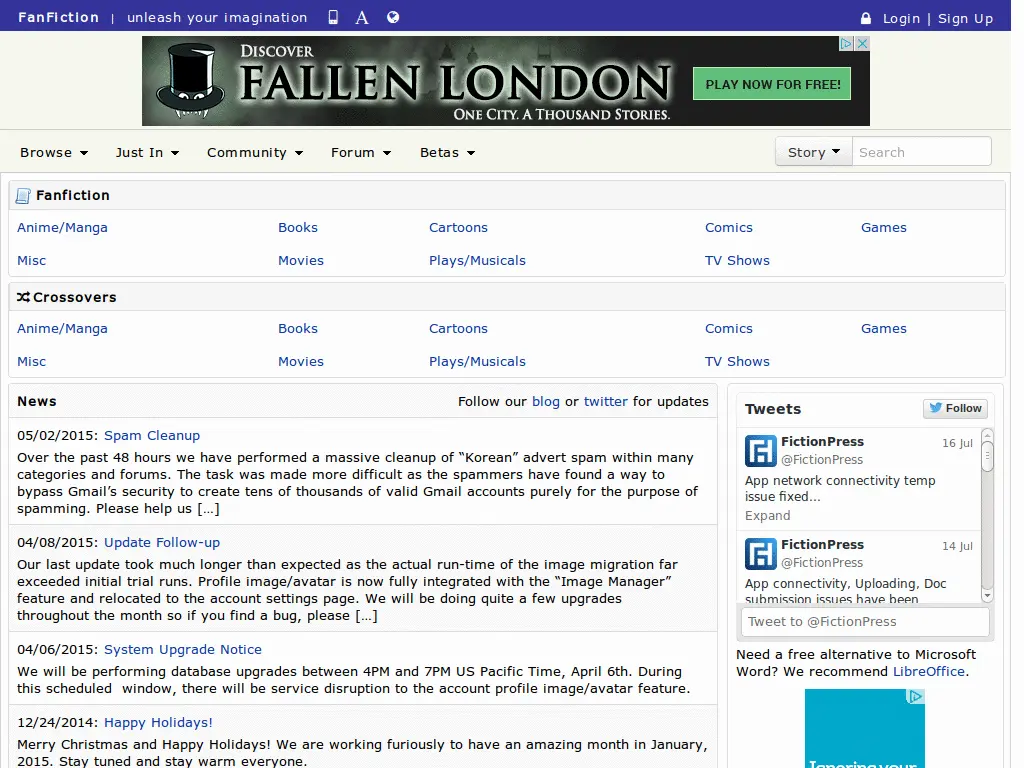 FanFiction | unleash your imagination A Login | Sign Up
DISCOVER
FALLEN LONDON
ONE CITY. A THOUSAND STORIES.
PLAY NOW FOR FREE!
Browse Just In Community Forum Betas Story Search
Fanfiction
Anime/Manga Books Cartoons Comics Games
Misc Movies Plays/Musicals TV Shows
Crossovers
Anime/Manga Books Cartoons Comics Games
Misc Movies Plays/Musicals TV Shows
News Follow our blog or twitter for updates
05/02/2015: Spam Cleanup
Over the past 48 hours we have performed a massive cleanup of “Korean” advert spam within many
categories and forums. The task was made more difficult as the spammers have found a way to
bypass Gmail’s security to create tens of thousands of valid Gmail accounts purely for the purpose of
spamming. Please help us [...]
04/08/2015: Update Follow-up
Our last update took much longer than expected as the actual run-time of the image migration far
exceeded initial trial runs. Profile image/avatar is now fully integrated with the “Image Manager”
feature and relocated to the account settings page. We will be doing quite a few upgrades
throughout the month so if you find a bug, please [...]
04/06/2015: System Upgrade Notice
We will be performing database upgrades between 4PM and 7PM US Pacific Time, April 6th. During
this scheduled window, there will be service disruption to the account profile image/avatar feature.
12/24/2014: Happy Holidays!
Merry Christmas and Happy Holidays! We are working furiously to have an amazing month in January,
2015. Stay tuned and stay warm everyone.
Tweets Follow
FictionPress 16 Jul
@FictionPress
App network connectivity temp
issue fixed...
Expand
FictionPress 14 Jul
@FictionPress
App connectivity, Uploading, Doc
submission issues have been
Tweet to @FictionPress
Need a free alternative to Microsoft
Word? We recommend LibreOffice.
Ignoring your